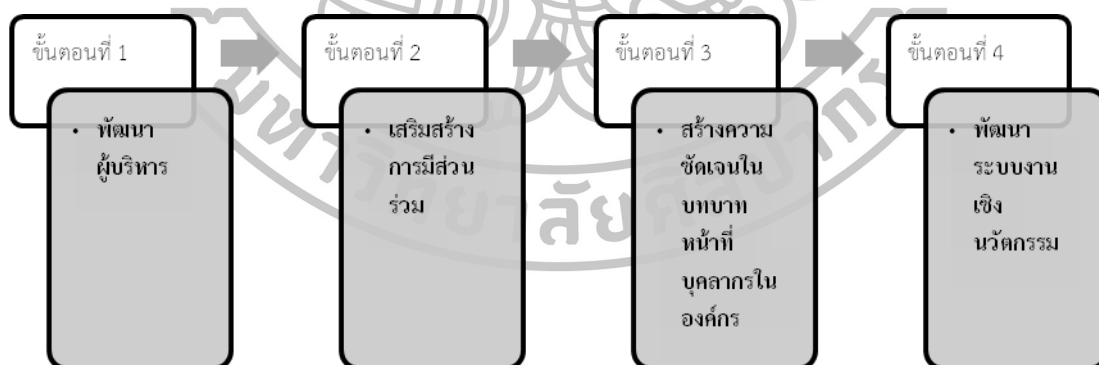 ขั้นตอนที่ 1
• พัฒนา
ผู้บริหาร
ขั้นตอนที่ 2
• เสริมสร้าง
การมีส่วน
ร่วม
ขั้นตอนที่ 3
• สร้างความ
ชัดเจนใน
บทบาท
หน้าที่
บุคลากรใน
องค์กร
ขั้นตอนที่ 4
• พัฒนา
ระบบงาน
เชิง
นวัตกรรม